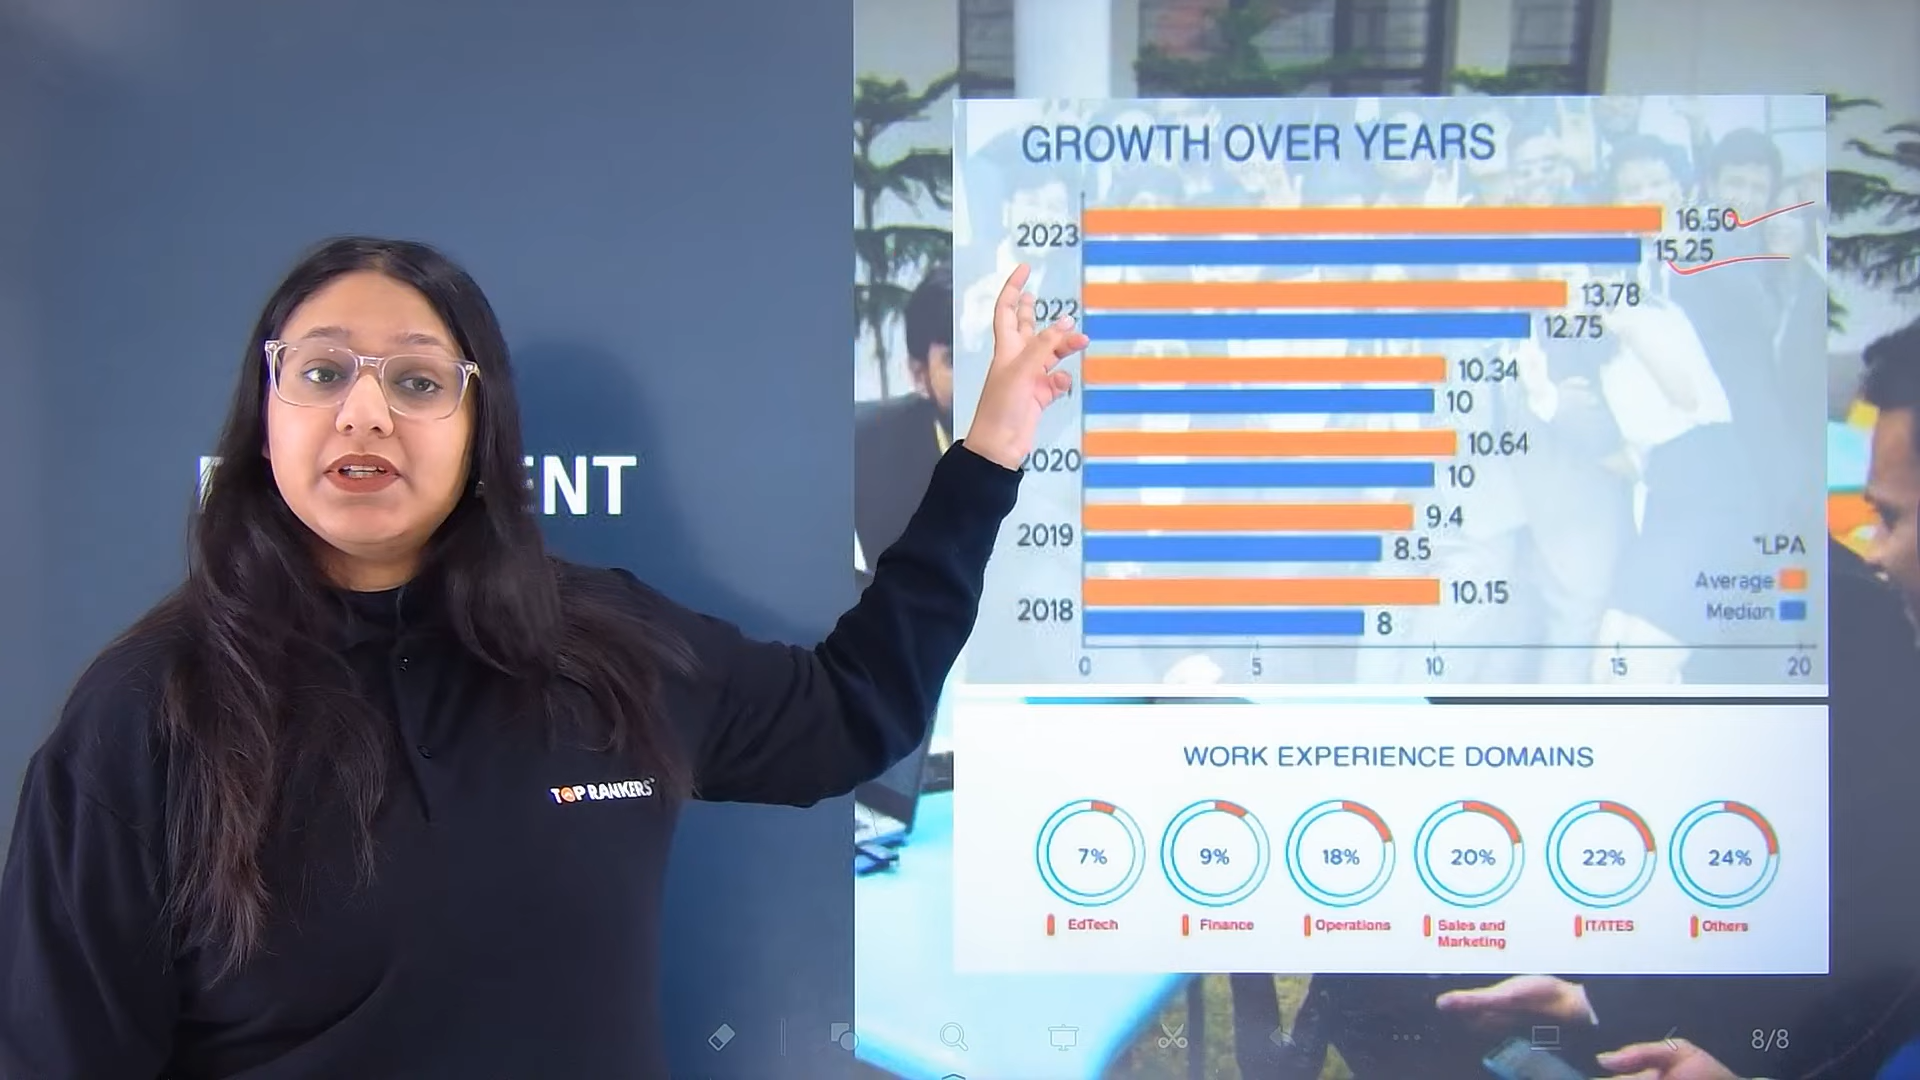 ENT
TOP RANKERS
GROWTH OVER YEARS
2023
16.50
15.25
022
13.78
12.75
10.34
10
2020
10.64
10
2019
9.4
8.5
2018
10.15
8
*LPA
Average
Median
0 5 10 15 20
WORK EXPERIENCE DOMAINS
7% 9% 18% 20% 22% 24%
EdTech Finance Operations Sales and Marketing IT/ITES Others
8/8